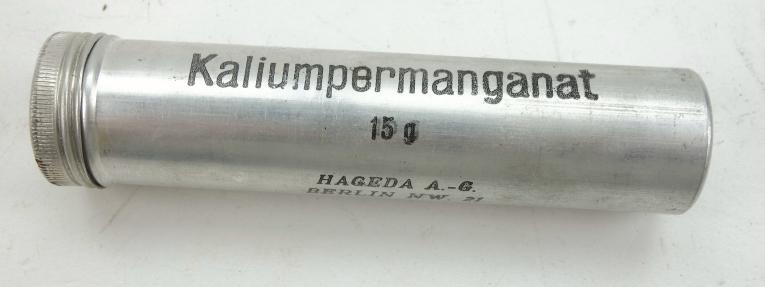 Kaliumpermanganat
15 g
HAGEDA A.-G.
BERLIN NW. 21